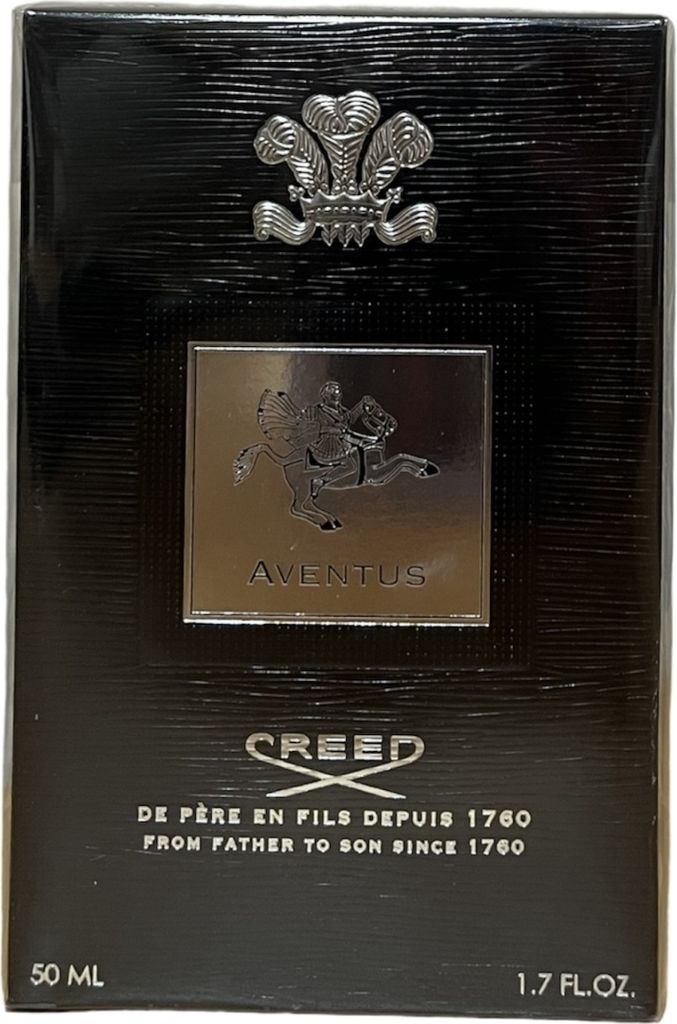 AVENTUS
CREED
DE PÈRE EN FILS DEPUIS 1760
FROM FATHER TO SON SINCE 1760
50 ML
1.7 FL.OZ.